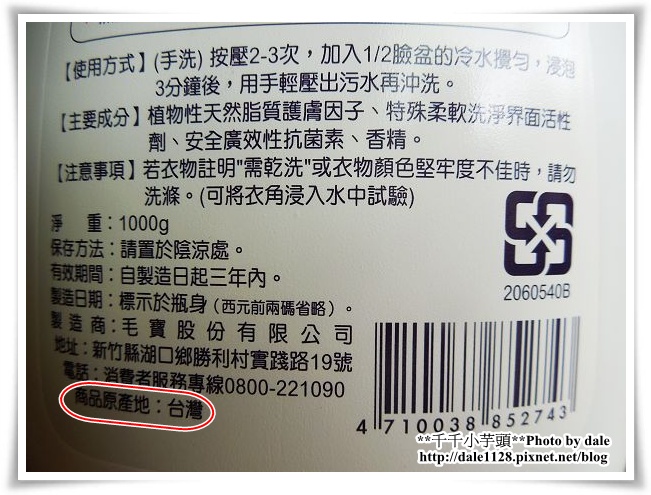 【使用方式】(手洗) 按壓2-3次，加入1/2臉盆的冷水攪勻，浸泡
3分鐘後，用手輕壓出污水再沖洗。
【主要成分】植物性天然脂質護膚因子、特殊柔軟洗淨界面活性
劑、安全廣效性抗菌素、香精。
【注意事項】若衣物註明"需乾洗"或衣物顏色堅牢度不佳時，請勿
洗滌。(可將衣角浸入水中試驗)
淨　重：1000g
保存方法：請置於陰涼處。
有效期間：自製造日起三年內。
製造日期：標示於瓶身（西元前兩碼省略）。
製造商：毛寶股份有限公司
地址：新竹縣湖口鄉勝利村實踐路19號
電話：消費者服務專線0800-221090
商品原產地：台灣
2060540B
4 710038 852743
**千千小芋頭**Photo by dale
http://dale1128.pixnet.net/blog